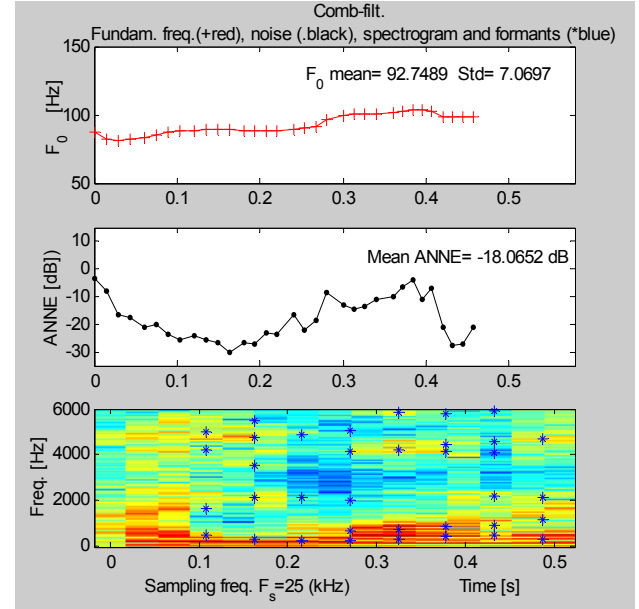 Comb-filt.
Fundam. freq.(+red), noise (.black), spectrogram and formants (*blue)
150
100
50
F0 [Hz]
F0 mean= 92.7489 Std= 7.0697
0 0.1 0.2 0.3 0.4 0.5
10
0
-10
-20
-30
ANNE [dB])
Mean ANNE= -18.0652 dB
0 0.1 0.2 0.3 0.4 0.5
6000
4000
2000
0
Freq. [Hz]
0 0.1 0.2 0.3 0.4 0.5
Sampling freq. Fs=25 (kHz) Time [s]